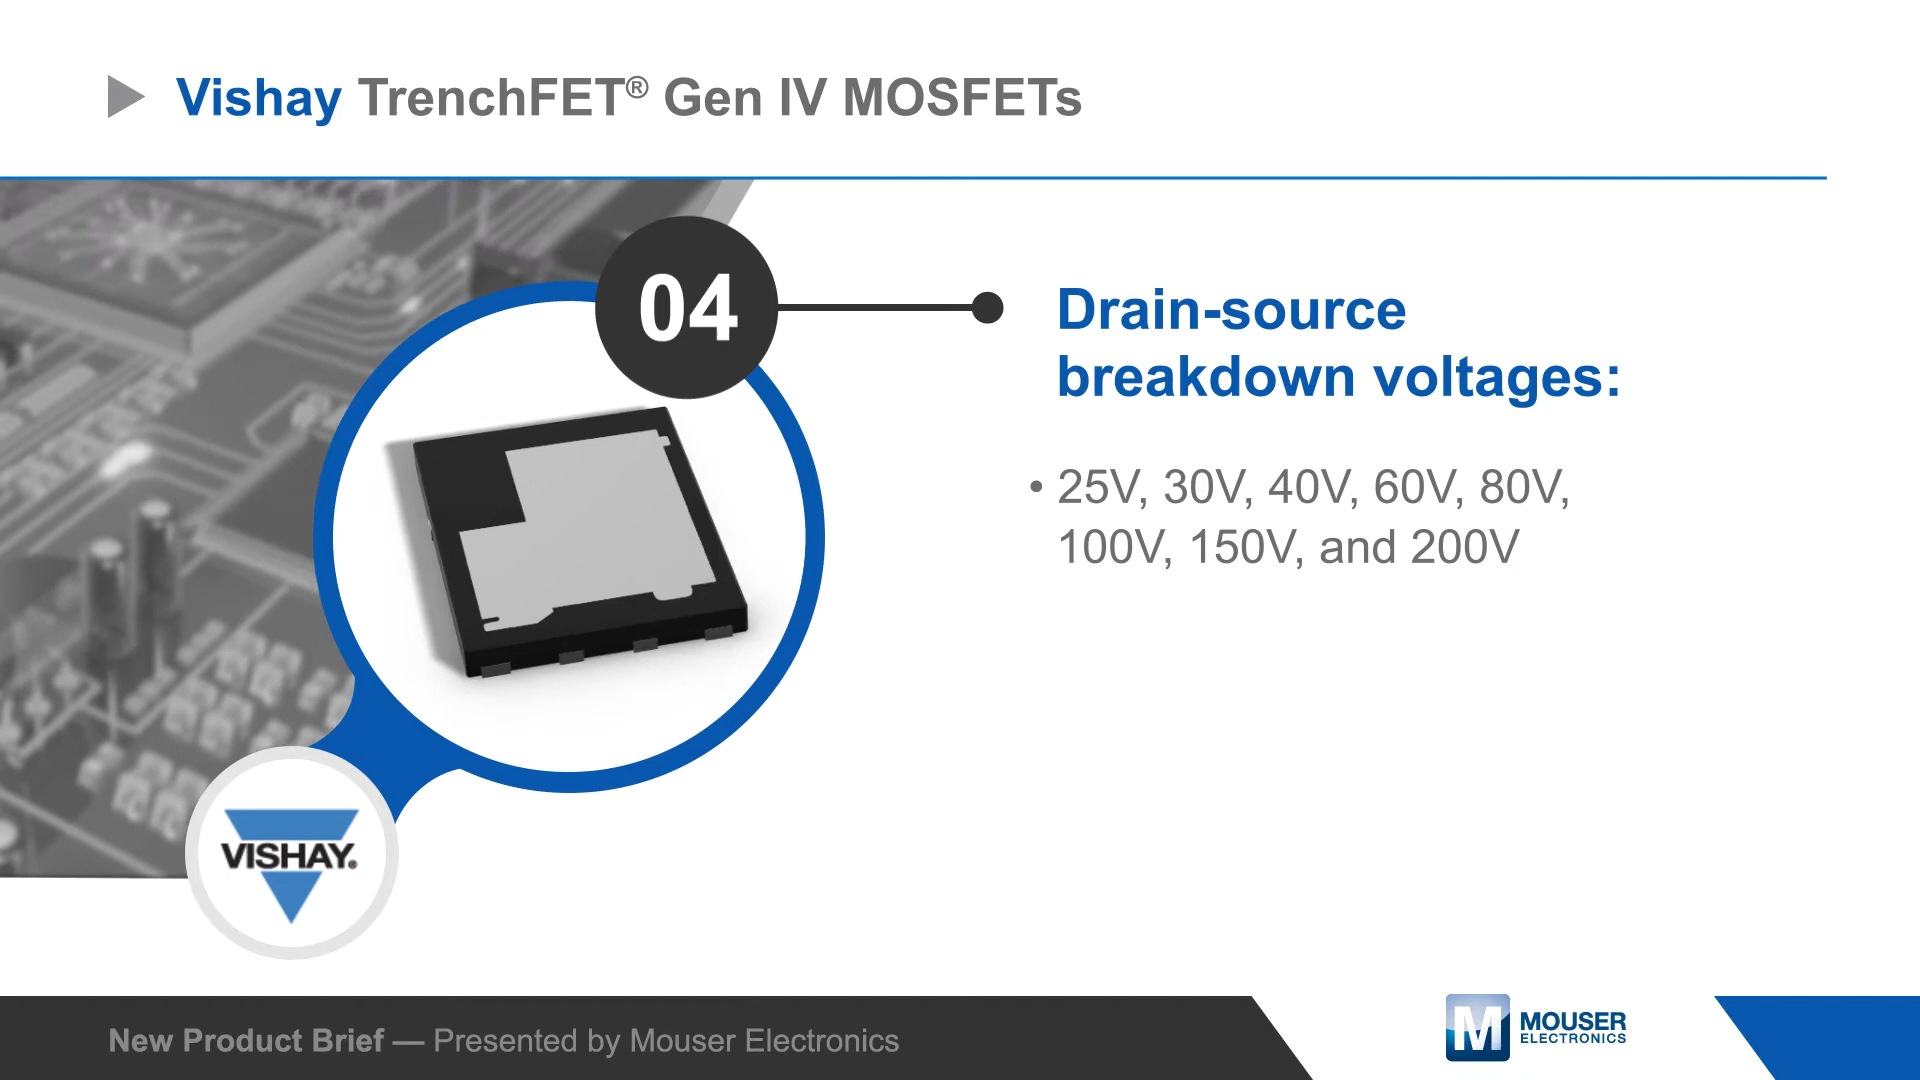 Vishay TrenchFET® Gen IV MOSFETs
04
Drain-source
breakdown voltages:
• 25V, 30V, 40V, 60V, 80V,
100V, 150V, and 200V
VISHAY®
New Product Brief — Presented by Mouser Electronics
M
MOUSER
ELECTRONICS